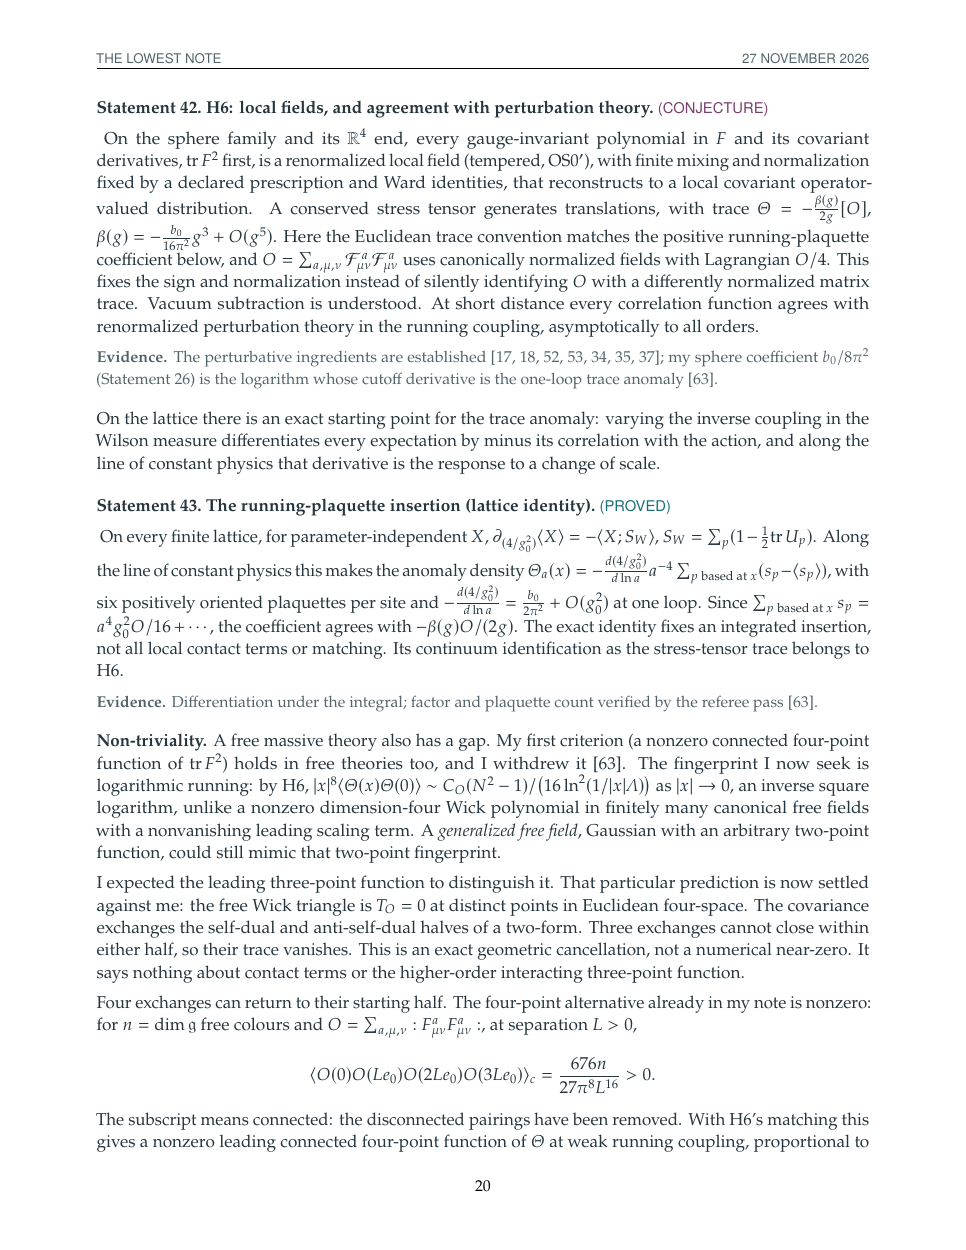 THE LOWEST NOTE 27 NOVEMBER 2026
Statement 42. H6: local fields, and agreement with perturbation theory. (CONJECTURE)
On the sphere family and its ℝ⁴ end, every gauge-invariant polynomial in F and its covariant
derivatives, tr F² first, is a renormalized local field (tempered, OS0′), with finite mixing and normalization
fixed by a declared prescription and Ward identities, that reconstructs to a local covariant operator-
valued distribution. A conserved stress tensor generates translations, with trace Θ = −β(g)/2g [O],
β(g) = −b₀/16π² g³ + O(g⁵). Here the Euclidean trace convention matches the positive running-plaquette
coefficient below, and O = ∑_{a,μ,ν} ℱ^a_{μν}ℱ^a_{μν} uses canonically normalized fields with Lagrangian O/4. This
fixes the sign and normalization instead of silently identifying O with a differently normalized matrix
trace. Vacuum subtraction is understood. At short distance every correlation function agrees with
renormalized perturbation theory in the running coupling, asymptotically to all orders.
Evidence. The perturbative ingredients are established [17, 18, 52, 53, 34, 35, 37]; my sphere coefficient b₀/8π²
(Statement 26) is the logarithm whose cutoff derivative is the one-loop trace anomaly [63].
On the lattice there is an exact starting point for the trace anomaly: varying the inverse coupling in the
Wilson measure differentiates every expectation by minus its correlation with the action, and along the
line of constant physics that derivative is the response to a change of scale.
Statement 43. The running-plaquette insertion (lattice identity). (PROVED)
On every finite lattice, for parameter-independent X, ∂_{(4/g₀²)}⟨X⟩ = −⟨X; S_W⟩, S_W = ∑_p(1 − ½tr U_p). Along
the line of constant physics this makes the anomaly density Θ_a(x) = −d(4/g₀²)/d ln a a⁻⁴ ∑_{p based at x}(s_p−⟨s_p⟩), with
six positively oriented plaquettes per site and −d(4/g₀²)/d ln a = b₀/2π² + O(g₀²) at one loop. Since ∑_{p based at x} s_p =
a⁴g₀²O/16 + ⋯, the coefficient agrees with −β(g)O/(2g). The exact identity fixes an integrated insertion,
not all local contact terms or matching. Its continuum identification as the stress-tensor trace belongs to
H6.
Evidence. Differentiation under the integral; factor and plaquette count verified by the referee pass [63].
Non-triviality. A free massive theory also has a gap. My first criterion (a nonzero connected four-point
function of tr F²) holds in free theories too, and I withdrew it [63]. The fingerprint I now seek is
logarithmic running: by H6, |x|⁸⟨Θ(x)Θ(0)⟩ ∼ C_O(N² − 1)/(16 ln²(1/|x|Λ)) as |x| → 0, an inverse square
logarithm, unlike a nonzero dimension-four Wick polynomial in finitely many canonical free fields
with a nonvanishing leading scaling term. A generalized free field, Gaussian with an arbitrary two-point
function, could still mimic that two-point fingerprint.
I expected the leading three-point function to distinguish it. That particular prediction is now settled
against me: the free Wick triangle is T_O = 0 at distinct points in Euclidean four-space. The covariance
exchanges the self-dual and anti-self-dual halves of a two-form. Three exchanges cannot close within
either half, so their trace vanishes. This is an exact geometric cancellation, not a numerical near-zero. It
says nothing about contact terms or the higher-order interacting three-point function.
Four exchanges can return to their starting half. The four-point alternative already in my note is nonzero:
for n = dim 𝔤 free colours and O = ∑_{a,μ,ν} : F^a_{μν}F^a_{μν} :, at separation L > 0,
⟨O(0)O(Le₀)O(2Le₀)O(3Le₀)⟩_c = 676n/27π⁸L¹⁶ > 0.
The subscript means connected: the disconnected pairings have been removed. With H6's matching this
gives a nonzero leading connected four-point function of Θ at weak running coupling, proportional to
20